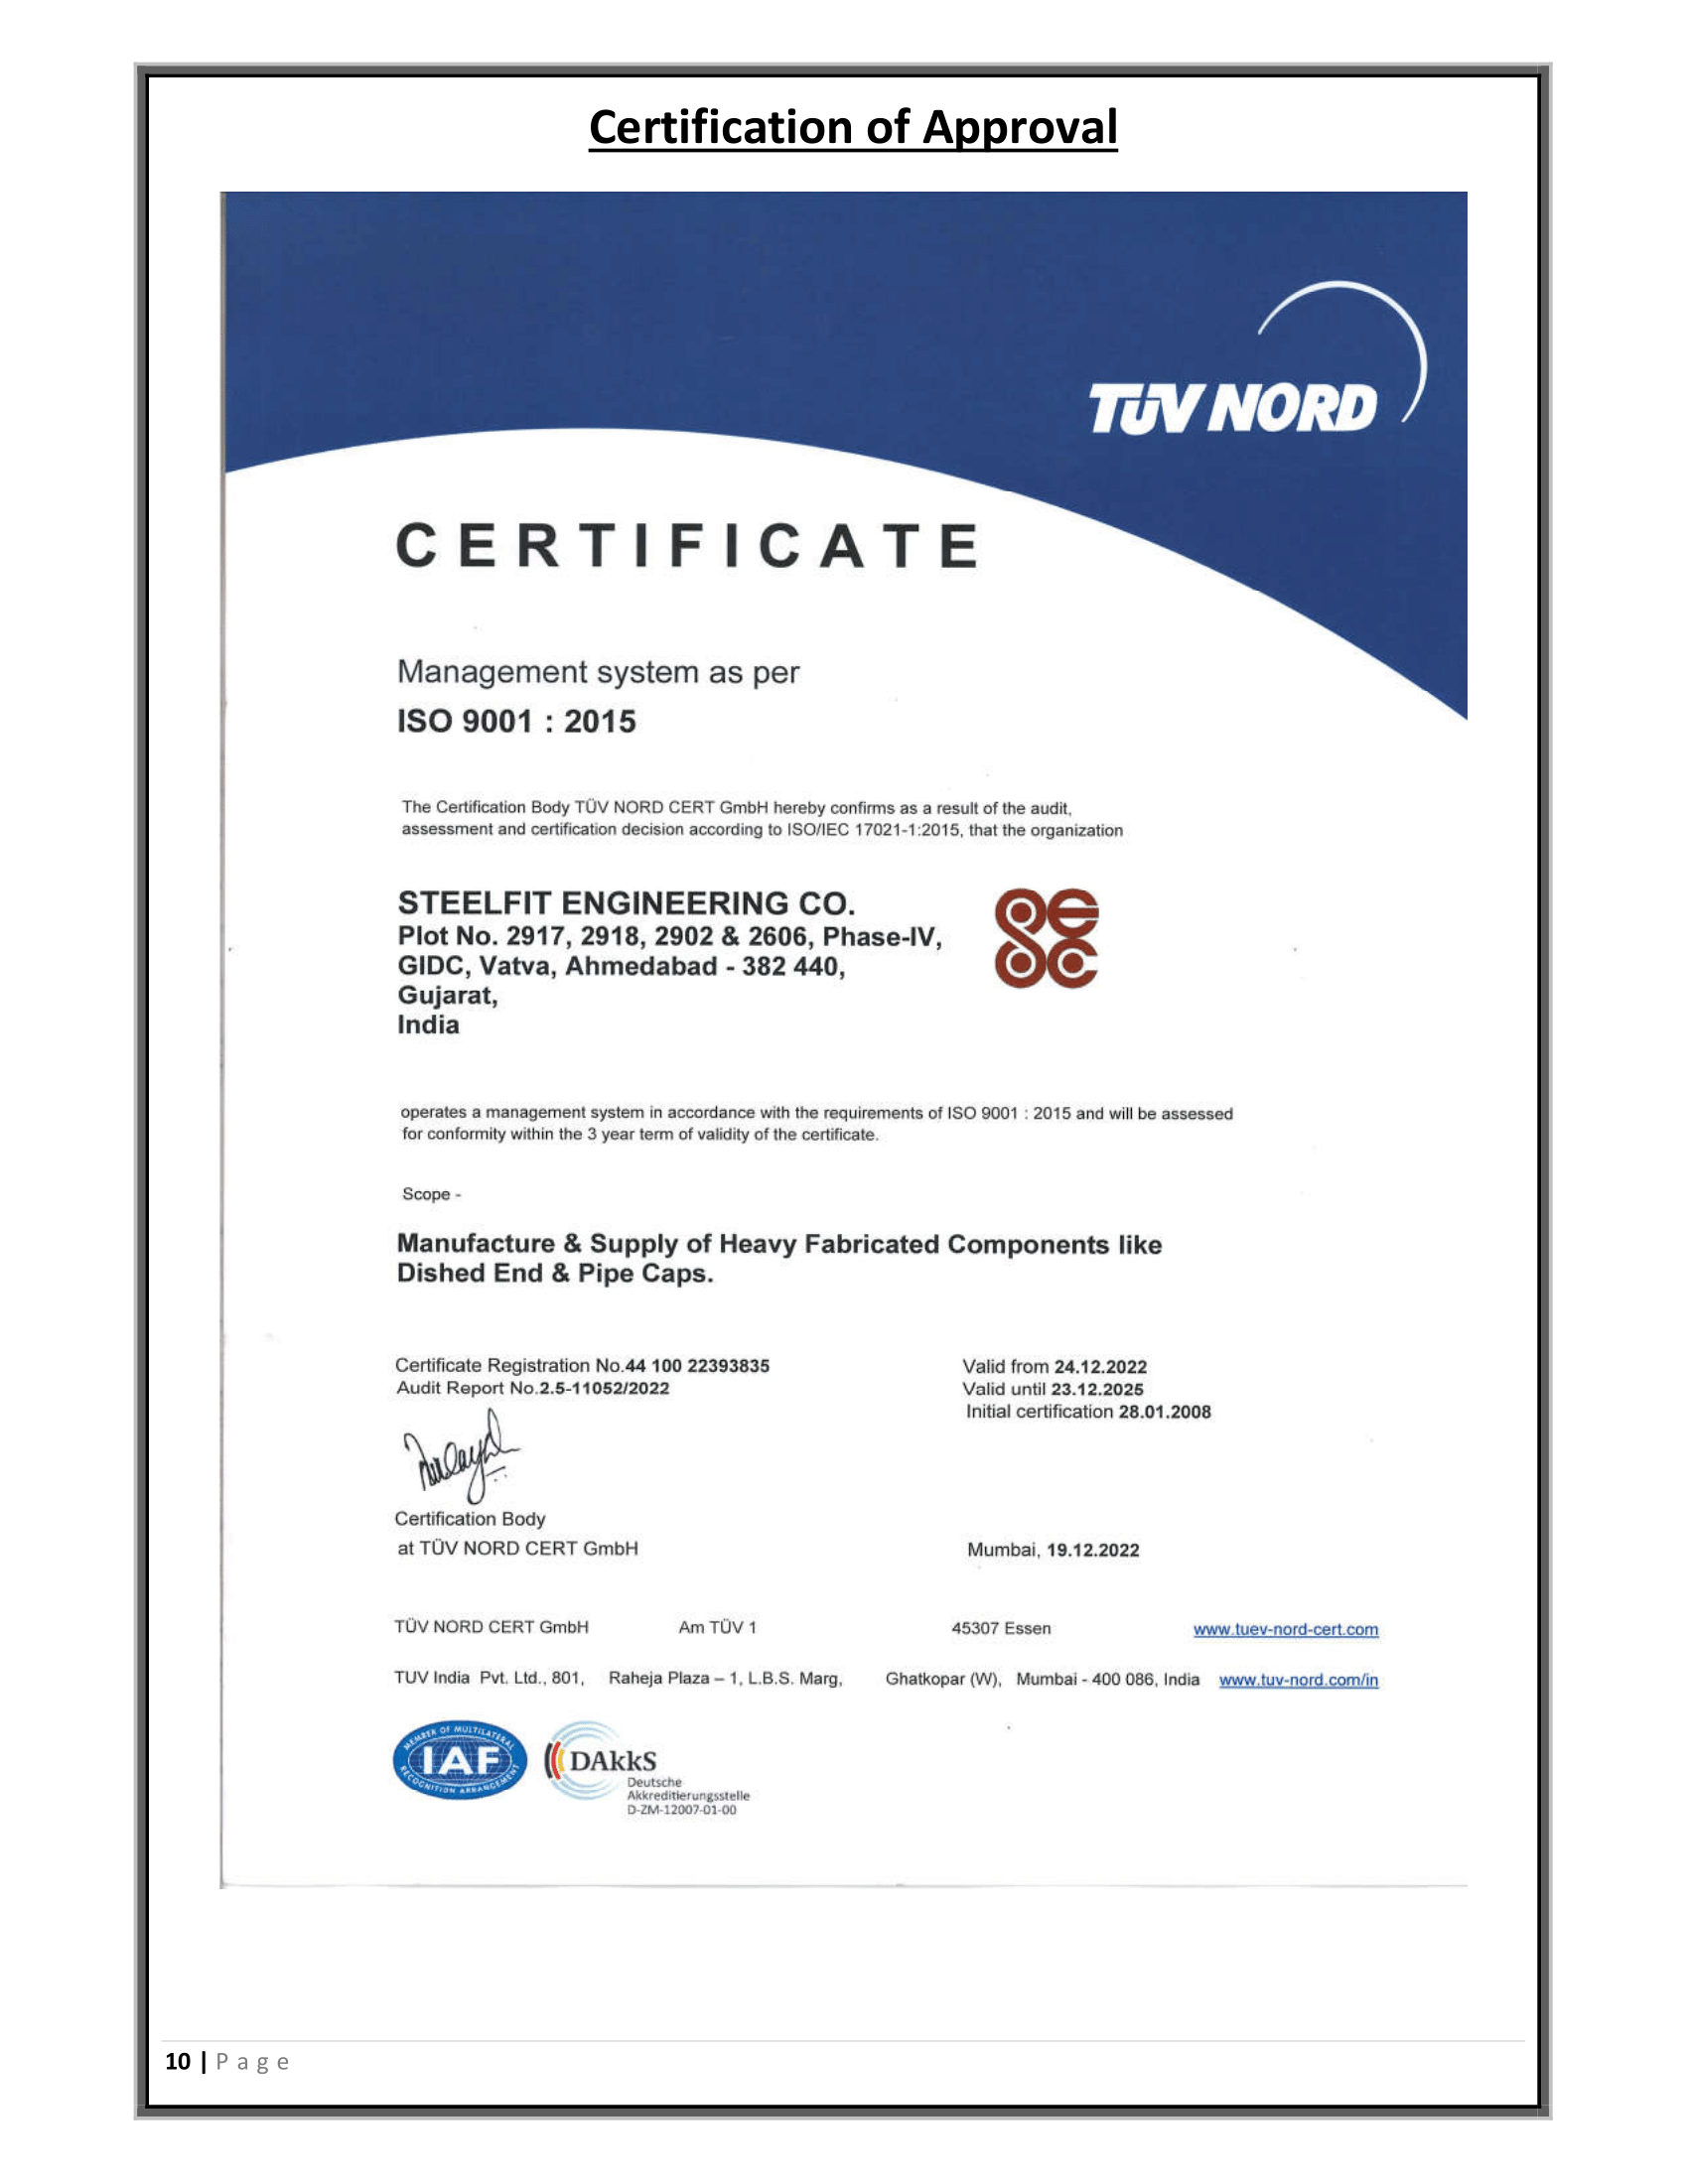 Certification of Approval
TÜV NORD
CERTIFICATE
Management system as per
ISO 9001 : 2015
The Certification Body TÜV NORD CERT GmbH hereby confirms as a result of the audit,
assessment and certification decision according to ISO/IEC 17021-1:2015, that the organization
STEELFIT ENGINEERING CO.
Plot No. 2917, 2918, 2902 & 2606, Phase-IV,
GIDC, Vatva, Ahmedabad - 382 440,
Gujarat,
India
operates a management system in accordance with the requirements of ISO 9001 : 2015 and will be assessed
for conformity within the 3 year term of validity of the certificate.
Scope -
Manufacture & Supply of Heavy Fabricated Components like
Dished End & Pipe Caps.
Certificate Registration No.44 100 22393835
Audit Report No.2.5-11052/2022
Valid from 24.12.2022
Valid until 23.12.2025
Initial certification 28.01.2008
Certification Body
at TÜV NORD CERT GmbH
Mumbai, 19.12.2022
TÜV NORD CERT GmbH Am TÜV 1 45307 Essen www.tuev-nord-cert.com
TUV India Pvt. Ltd., 801, Raheja Plaza – 1, L.B.S. Marg, Ghatkopar (W), Mumbai - 400 086, India www.tuv-nord.com/in
MEMBER OF MULTILATERAL
IAF
RECOGNITION ARRANGEMENT
DAkkS
Deutsche
Akkreditierungsstelle
D-ZM-12007-01-00
10 | Page